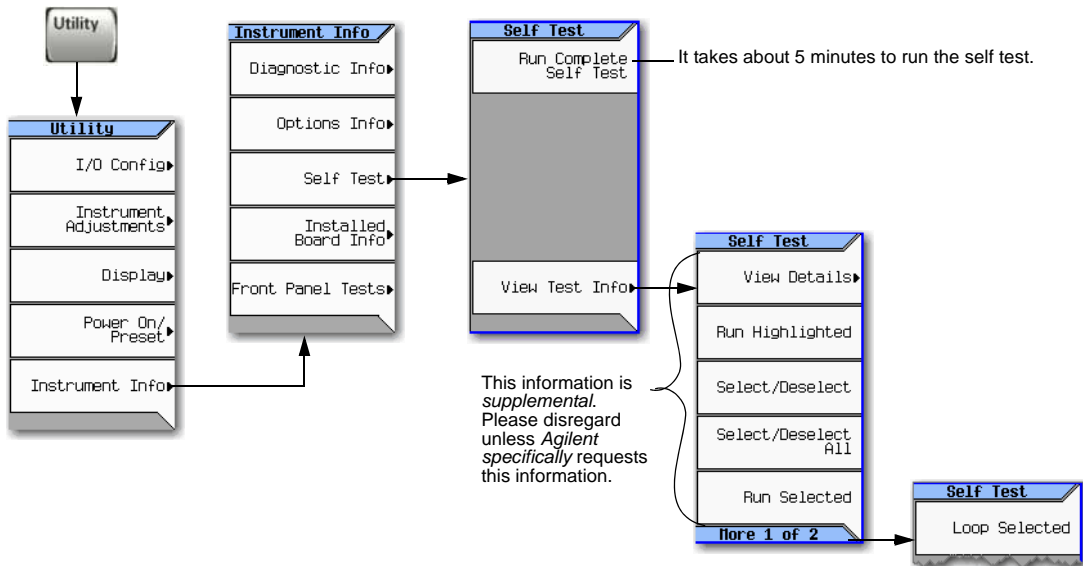 Utility
Utility
I/O Config
Instrument
Adjustments
Display
Power On/
Preset
Instrument Info
Instrument Info
Diagnostic Info
Options Info
Self Test
Installed
Board Info
Front Panel Tests
Self Test
Run Complete
Self Test
View Test Info
It takes about 5 minutes to run the self test.
This information is
supplemental.
Please disregard
unless Agilent
specifically requests
this information.
Self Test
View Details
Run Highlighted
Select/Deselect
Select/Deselect
All
Run Selected
More 1 of 2
Self Test
Loop Selected